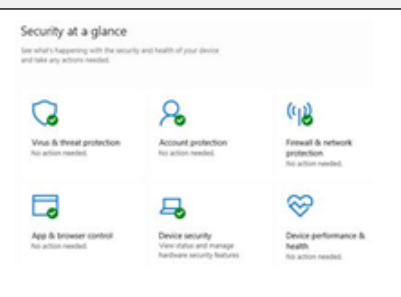 Security at a glance
See what's happening with the security and health of your device
and take any actions needed.
Virus & threat protection
No action needed.
Account protection
No action needed.
Firewall & network
protection
No action needed.
App & browser control
No action needed.
Device security
View status and manage
hardware security features
Device performance &
health
No action needed.